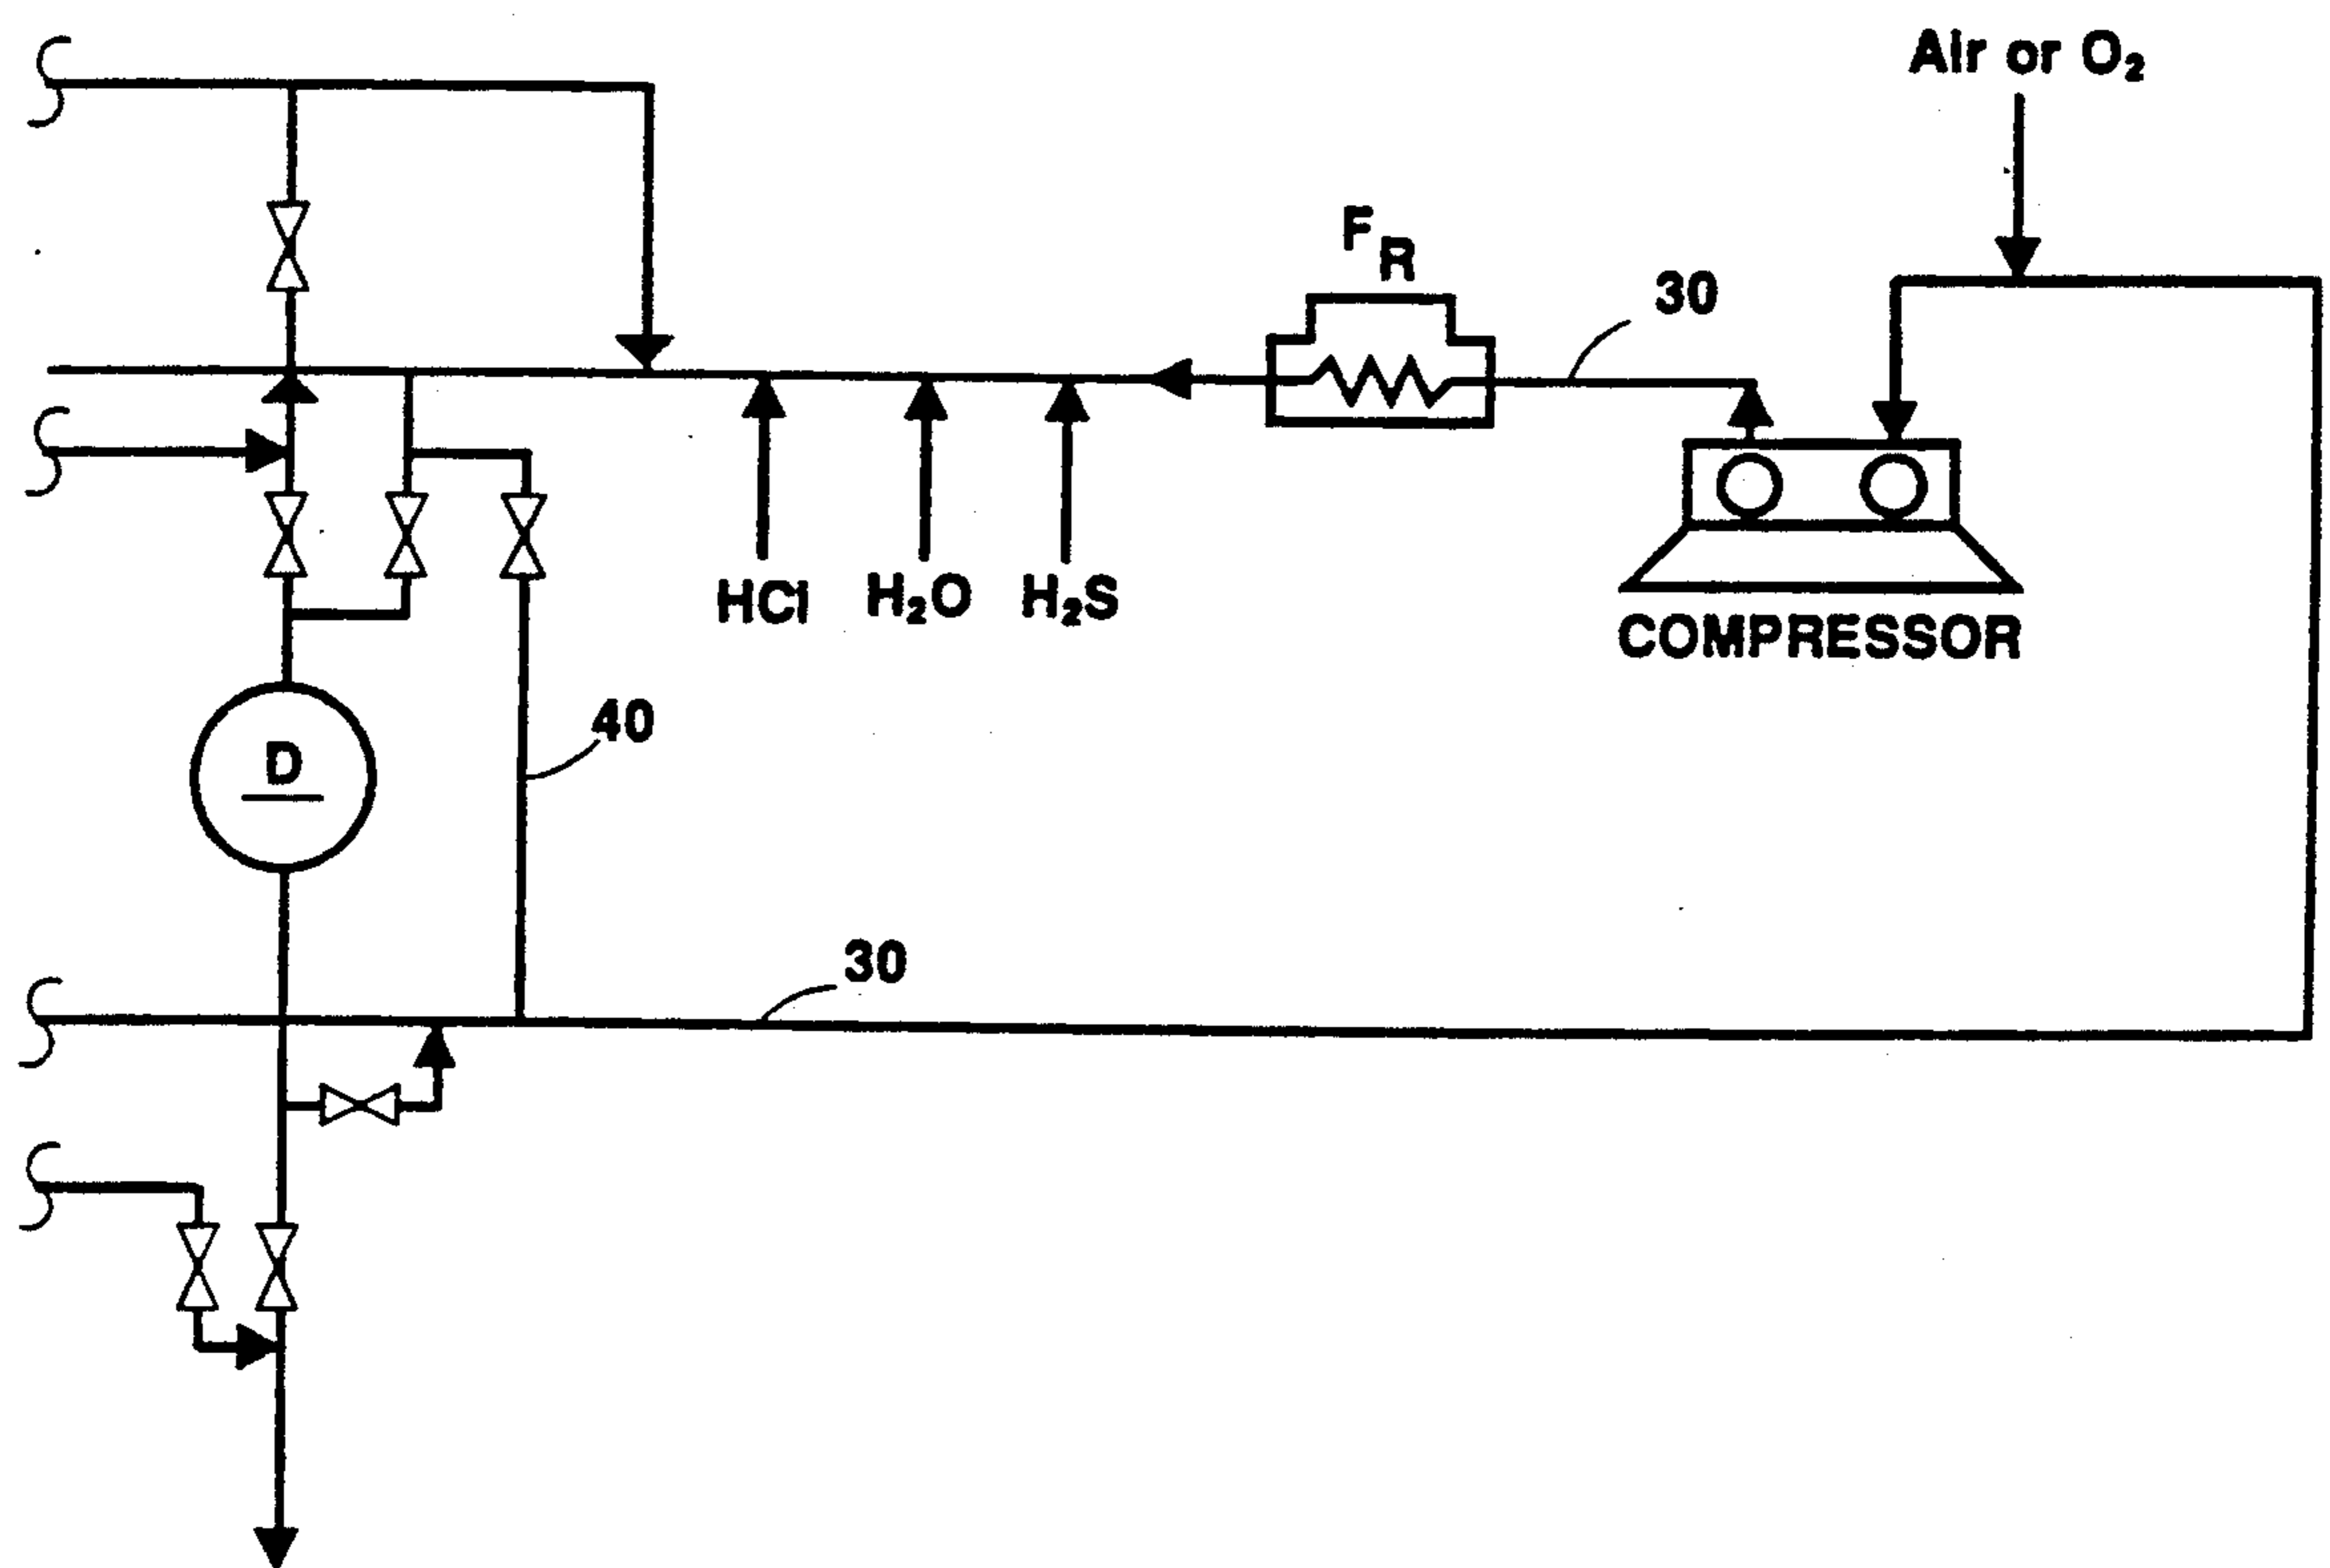 Air or O₂
F_R
30
HCl H₂O H₂S
COMPRESSOR
40
D
30